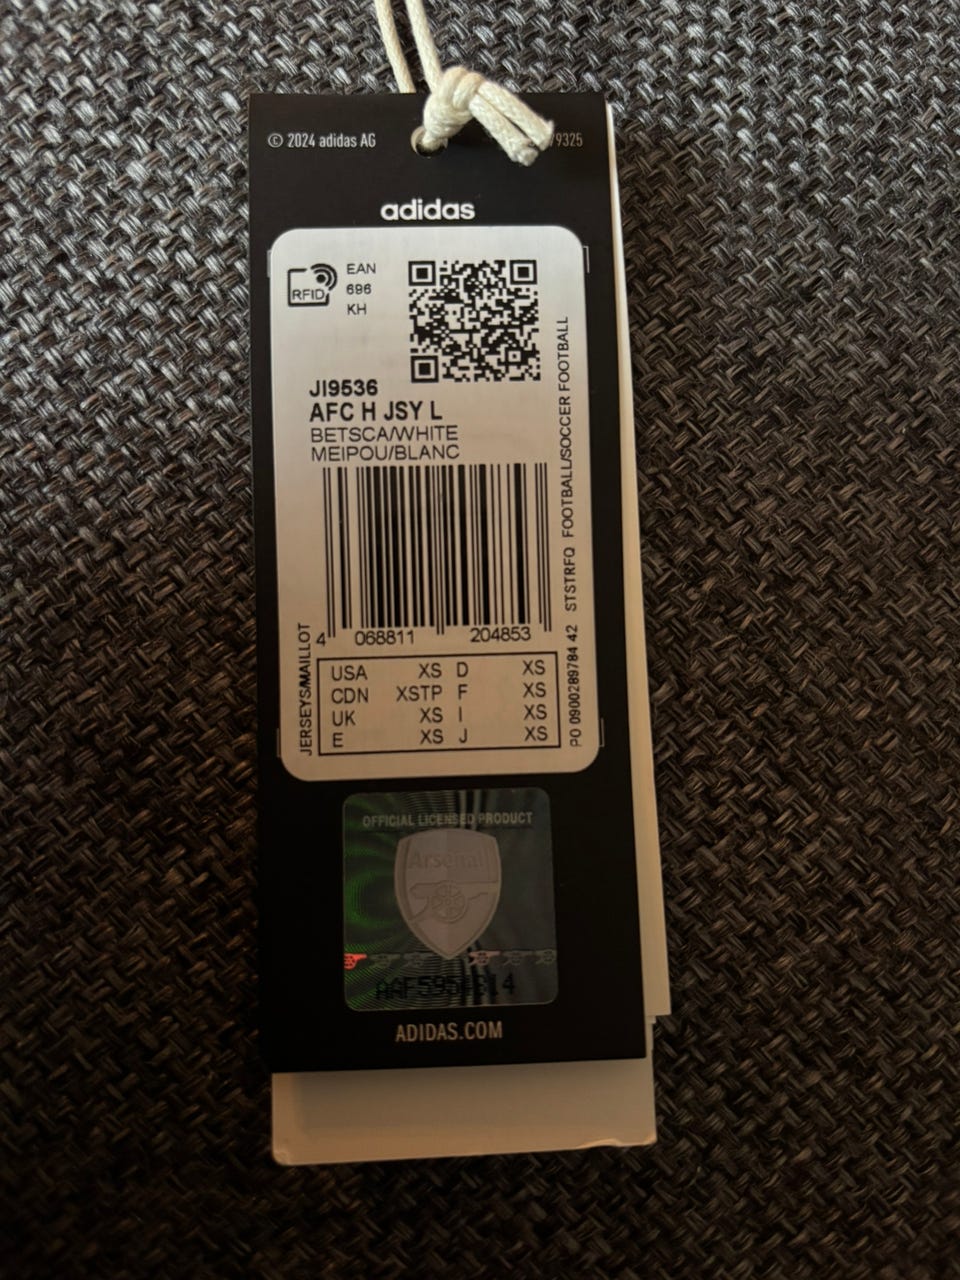 © 2024 adidas AG
79325
adidas
RFID
EAN
696
KH
JI9536
AFC H JSY L
BETSCA/WHITE
MEIPOU/BLANC
4 068811 204853
JERSEYS/MAILLOT
PO 0900289784 42 STSTRFQ FOOTBALL/SOCCER FOOTBALL
USA XS D XS
CDN XSTP F XS
UK XS I XS
E XS J XS
OFFICIAL LICENSED PRODUCT
Arsenal
ADIDAS.COM